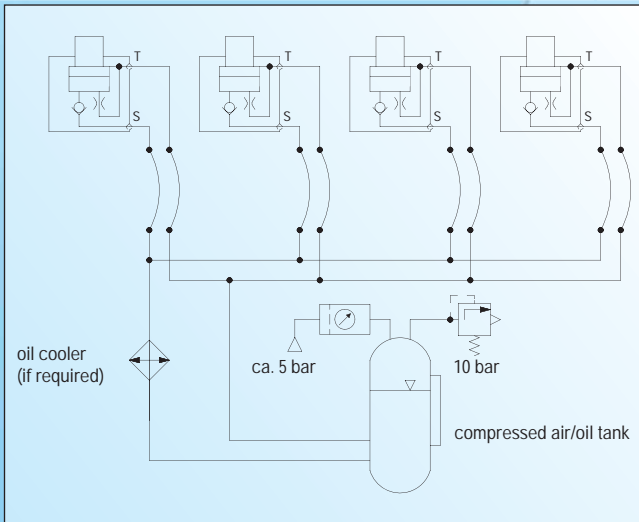 T
T
T
T
S
S
S
S
oil cooler
(if required)
ca. 5 bar
10 bar
compressed air/oil tank